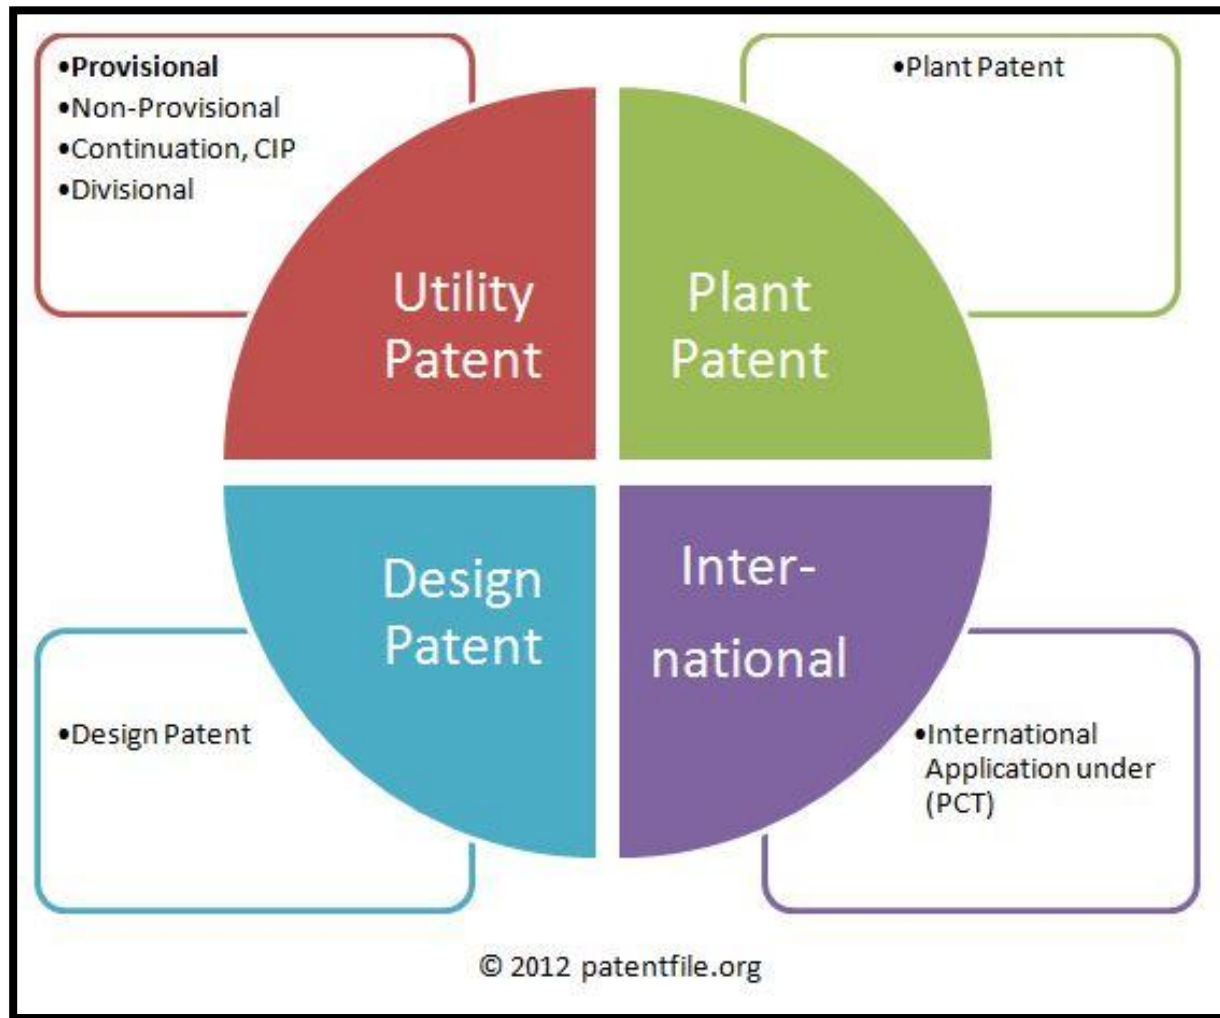 •Provisional
•Non-Provisional
•Continuation, CIP
•Divisional
•Plant Patent
Utility
Patent
Plant
Patent
Design
Patent
Inter-
national
•Design Patent
•International
Application under
(PCT)
© 2012 patentfile.org